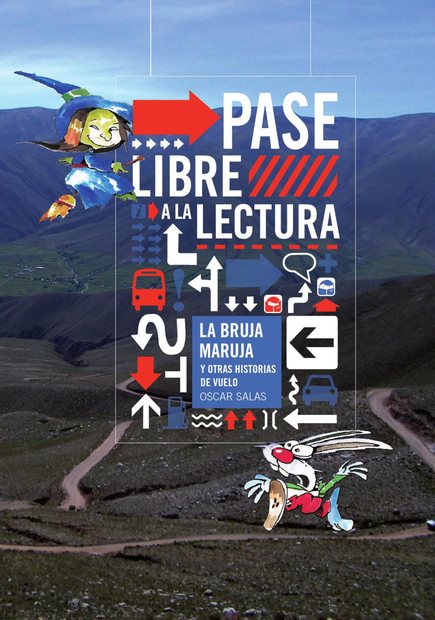 PASE
LIBRE
A LA LECTURA
LA BRUJA
MARUJA
Y OTRAS HISTORIAS
DE VUELO
OSCAR SALAS